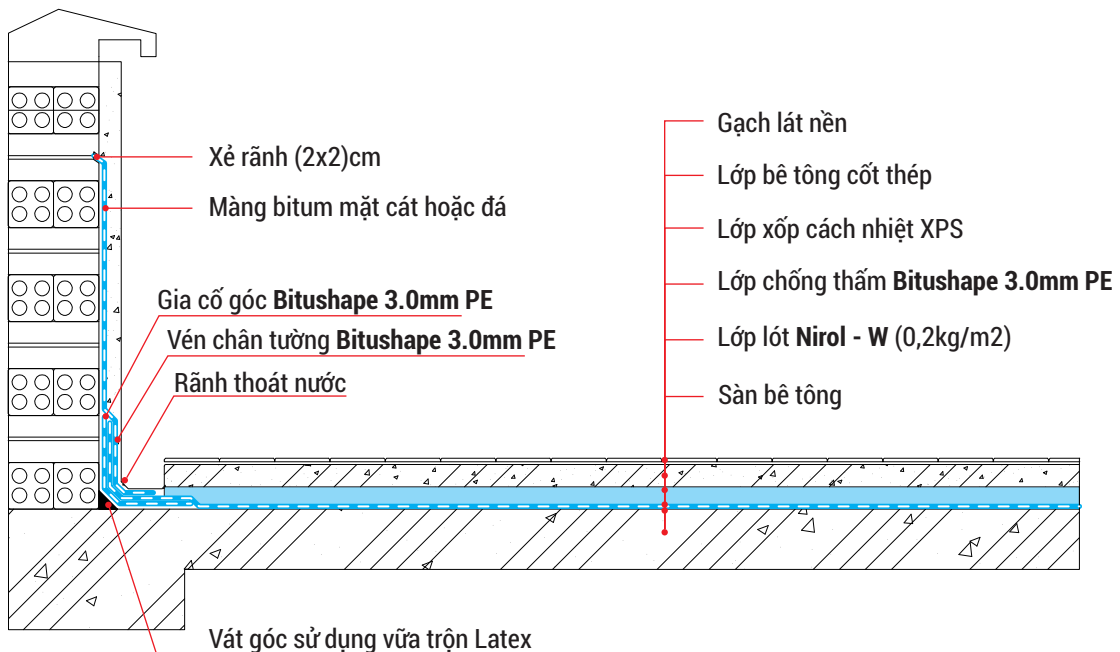 Xẻ rãnh (2x2)cm
Màng bitum mặt cát hoặc đá
Gia cố góc Bitushape 3.0mm PE
Vén chân tường Bitushape 3.0mm PE
Rãnh thoát nước
Gạch lát nền
Lớp bê tông cốt thép
Lớp xốp cách nhiệt XPS
Lớp chống thấm Bitushape 3.0mm PE
Lớp lót Nirol - W (0,2kg/m2)
Sàn bê tông
Vát góc sử dụng vữa trộn Latex